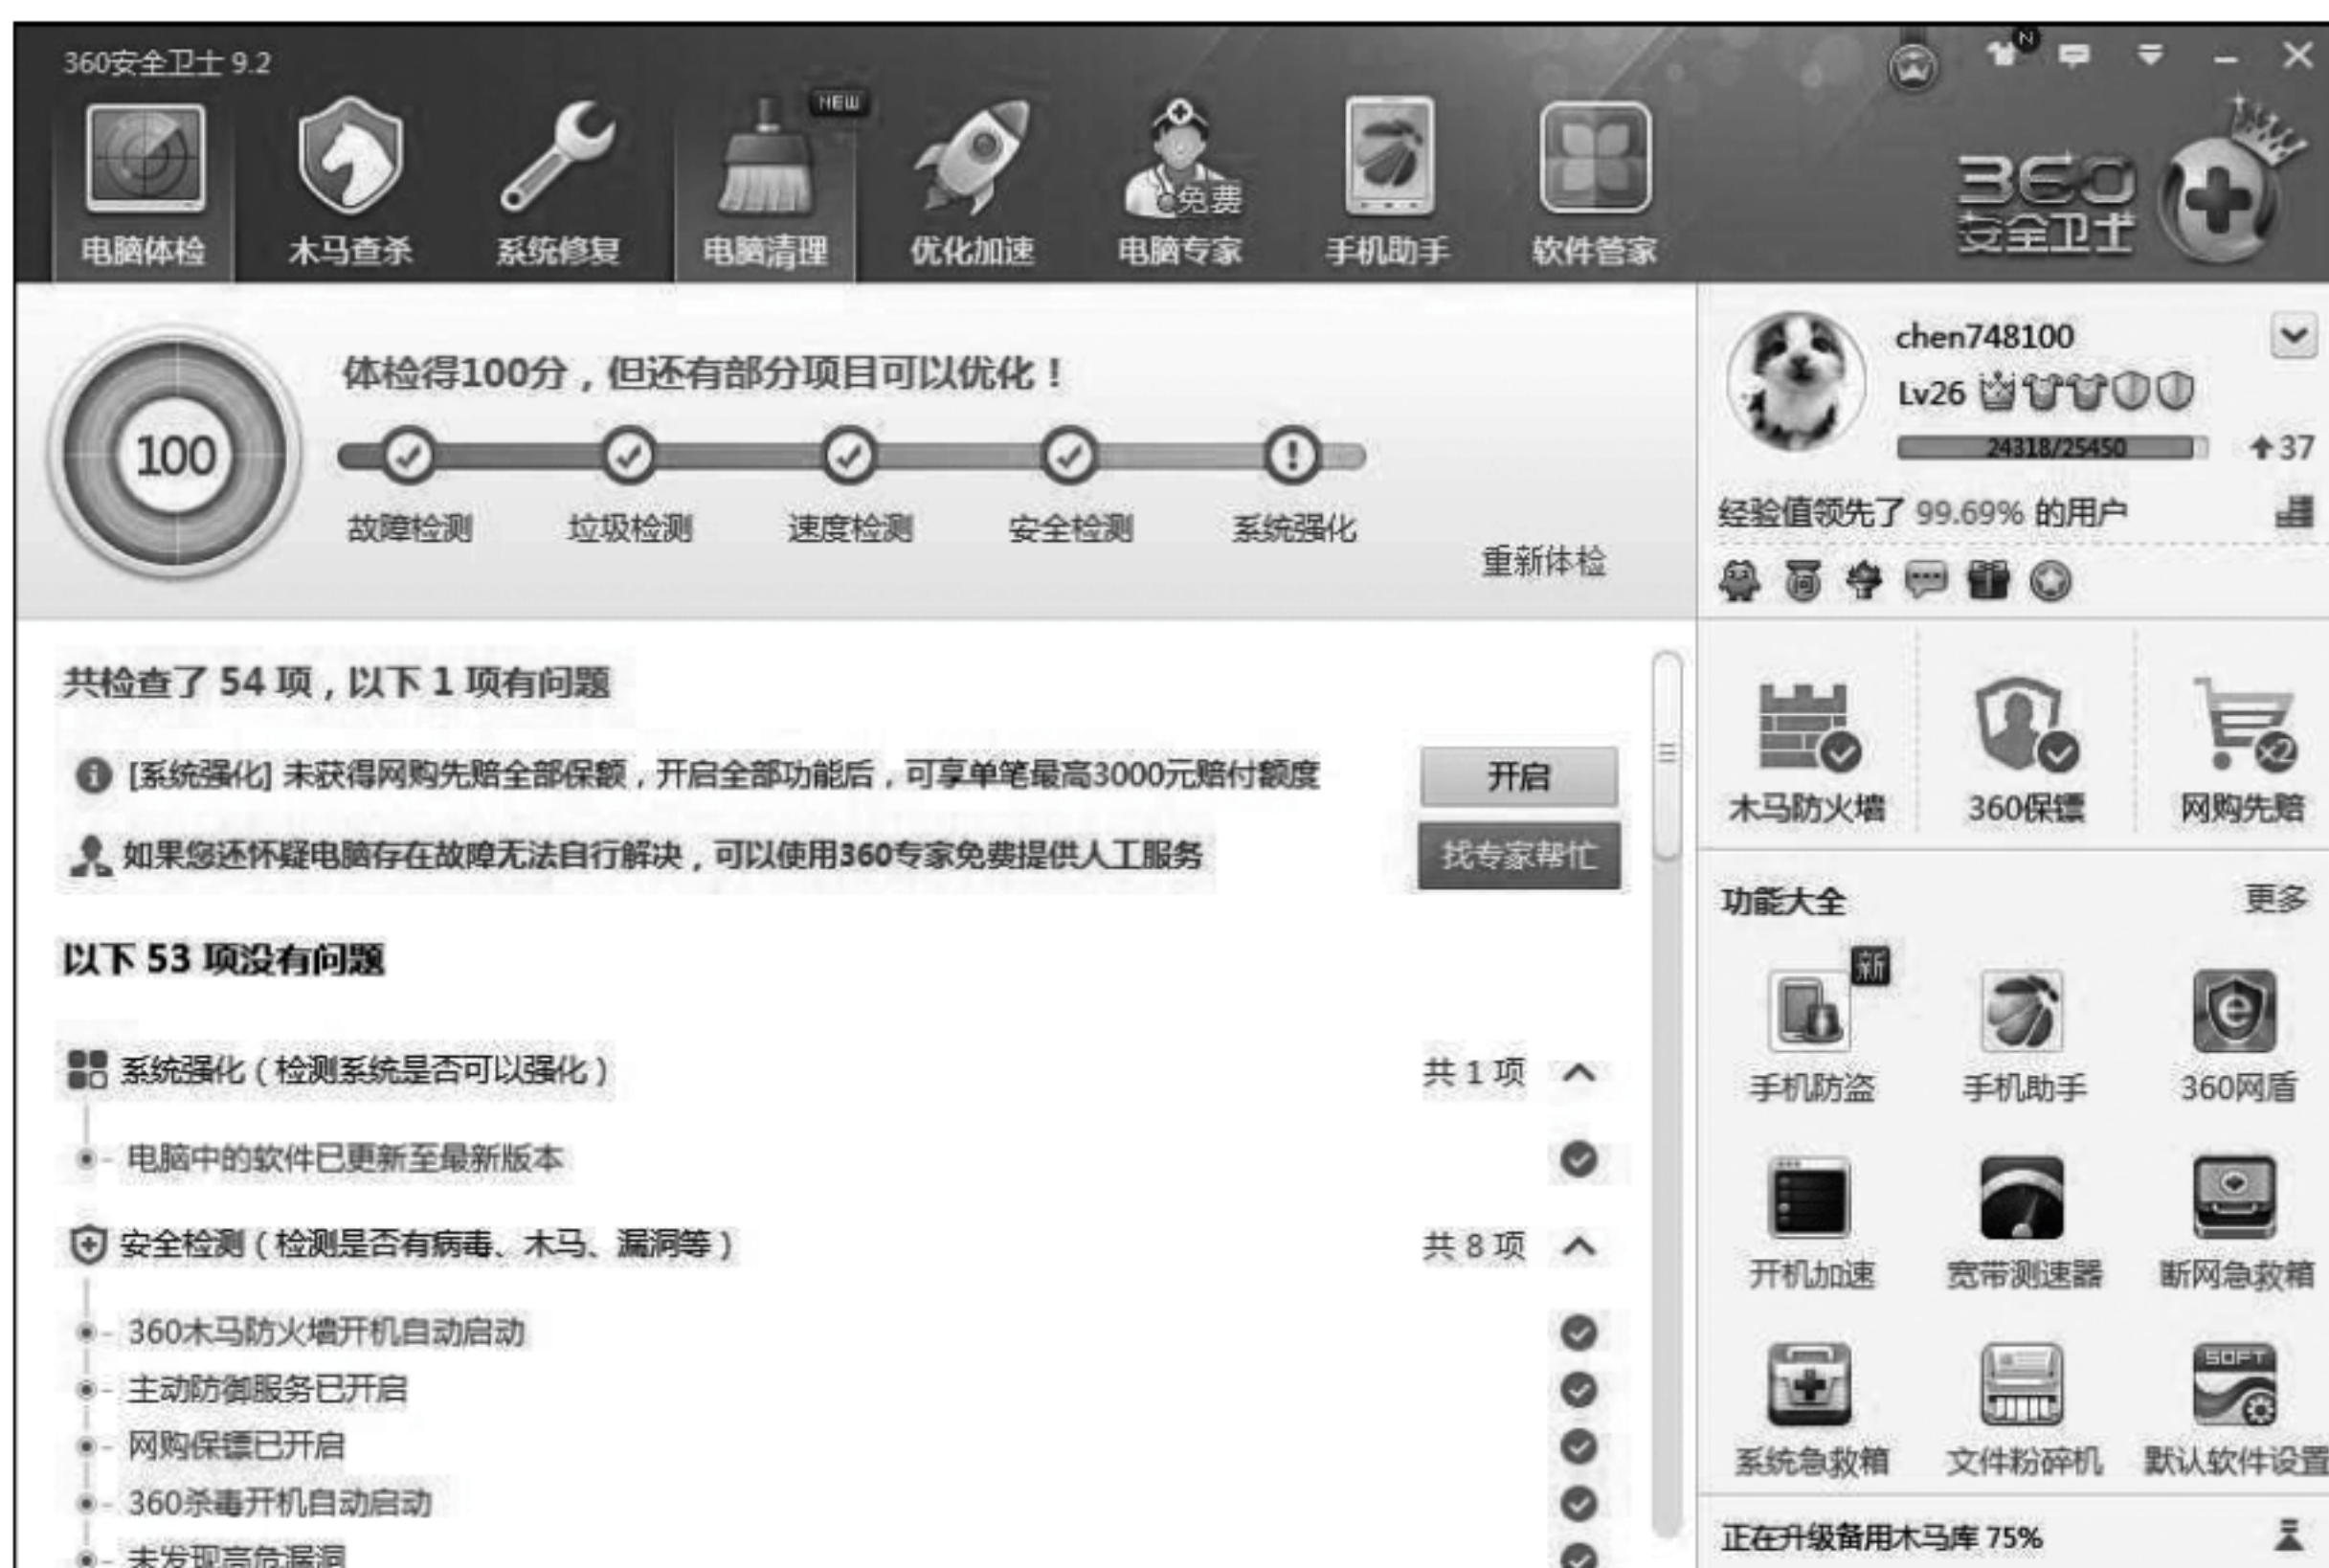 360安全卫士 9.2
N
NEW
免费
电脑体检 木马查杀 系统修复 电脑清理 优化加速 电脑专家 手机助手 软件管家
360
安全卫士
体检得100分，但还有部分项目可以优化！
100
故障检测 垃圾检测 速度检测 安全检测 系统强化
重新体检
chen748100
Lv26
24318/25450 37
经验值领先了 99.69% 的用户
共检查了 54 项，以下 1 项有问题
[系统强化] 未获得网购先赔全部保额，开启全部功能后，可享单笔最高3000元赔付额度 开启
如果您还怀疑电脑存在故障无法自行解决，可以使用360专家免费提供人工服务 找专家帮忙
以下 53 项没有问题
系统强化（检测系统是否可以强化） 共 1 项
电脑中的软件已更新至最新版本
安全检测（检测是否有病毒、木马、漏洞等） 共 8 项
360木马防火墙开机自动启动
主动防御服务已开启
网购保镖已开启
360杀毒开机自动启动
未发现高危漏洞
x2
木马防火墙 360保镖 网购先赔
功能大全 更多
新
手机防盗 手机助手 360网盾
开机加速 宽带测速器 断网急救箱
SOFT
系统急救箱 文件粉碎机 默认软件设置
正在升级备用木马库 75%